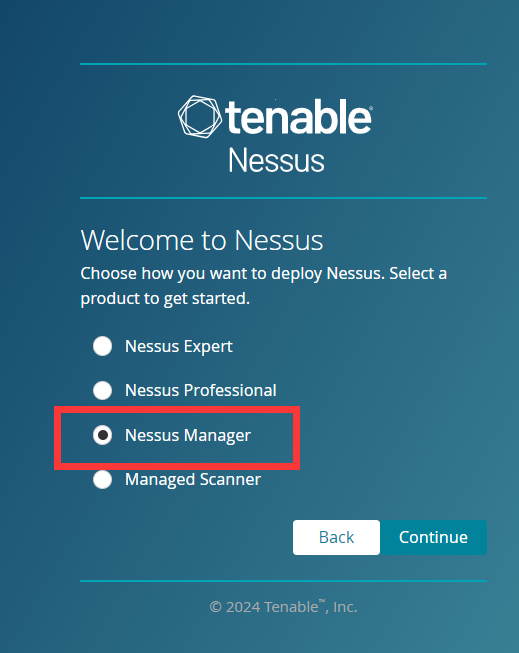 tenable®
Nessus
Welcome to Nessus
Choose how you want to deploy Nessus. Select a
product to get started.
Nessus Expert
Nessus Professional
Nessus Manager
Managed Scanner
Back
Continue
© 2024 Tenable™, Inc.